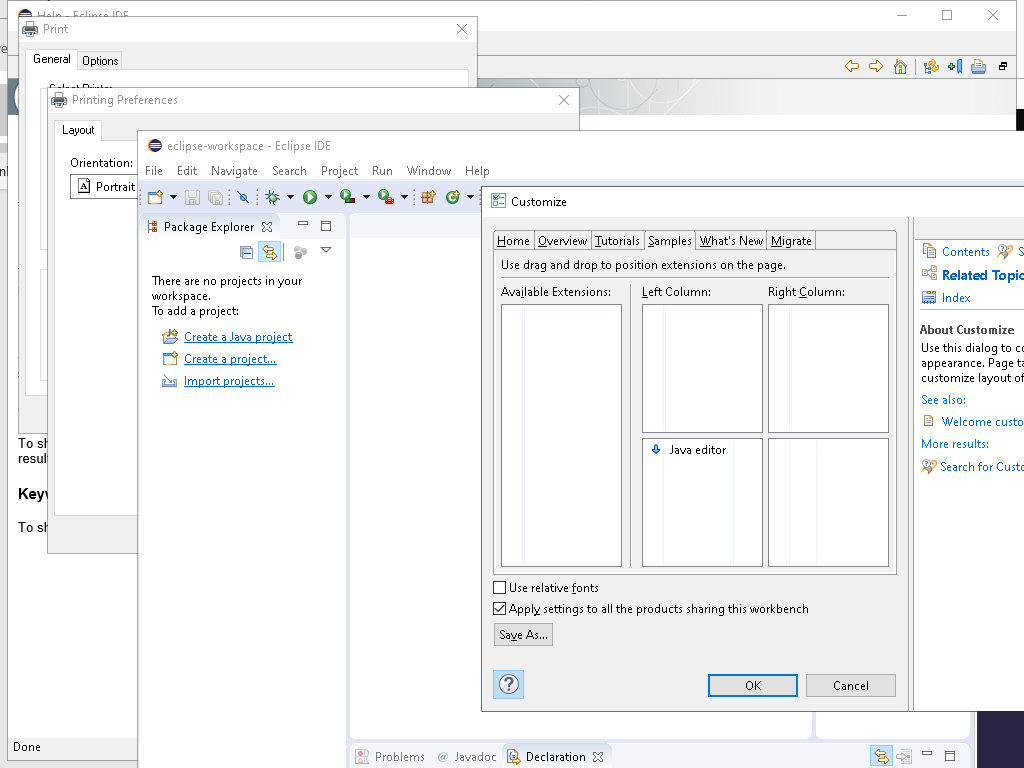 Help - Eclipse IDE
Print
General
Options
Select Printer
Printing Preferences
Layout
Orientation:
Portrait
To sh
resul
Keyv
To sh
Done
eclipse-workspace - Eclipse IDE
File Edit Navigate Search Project Run Window Help
Package Explorer
There are no projects in your
workspace.
To add a project:
Create a Java project
Create a project...
Import projects...
Problems @ Javadoc Declaration
Customize
Home Overview Tutorials Samples What's New Migrate
Use drag and drop to position extensions on the page.
Available Extensions: Left Column: Right Column:
Java editor
Use relative fonts
Apply settings to all the products sharing this workbench
Save As...
OK
Cancel
Contents S
Related Topic
Index
About Customize
Use this dialog to co
appearance. Page ta
customize layout of
See also:
Welcome custo
More results:
Search for Custo